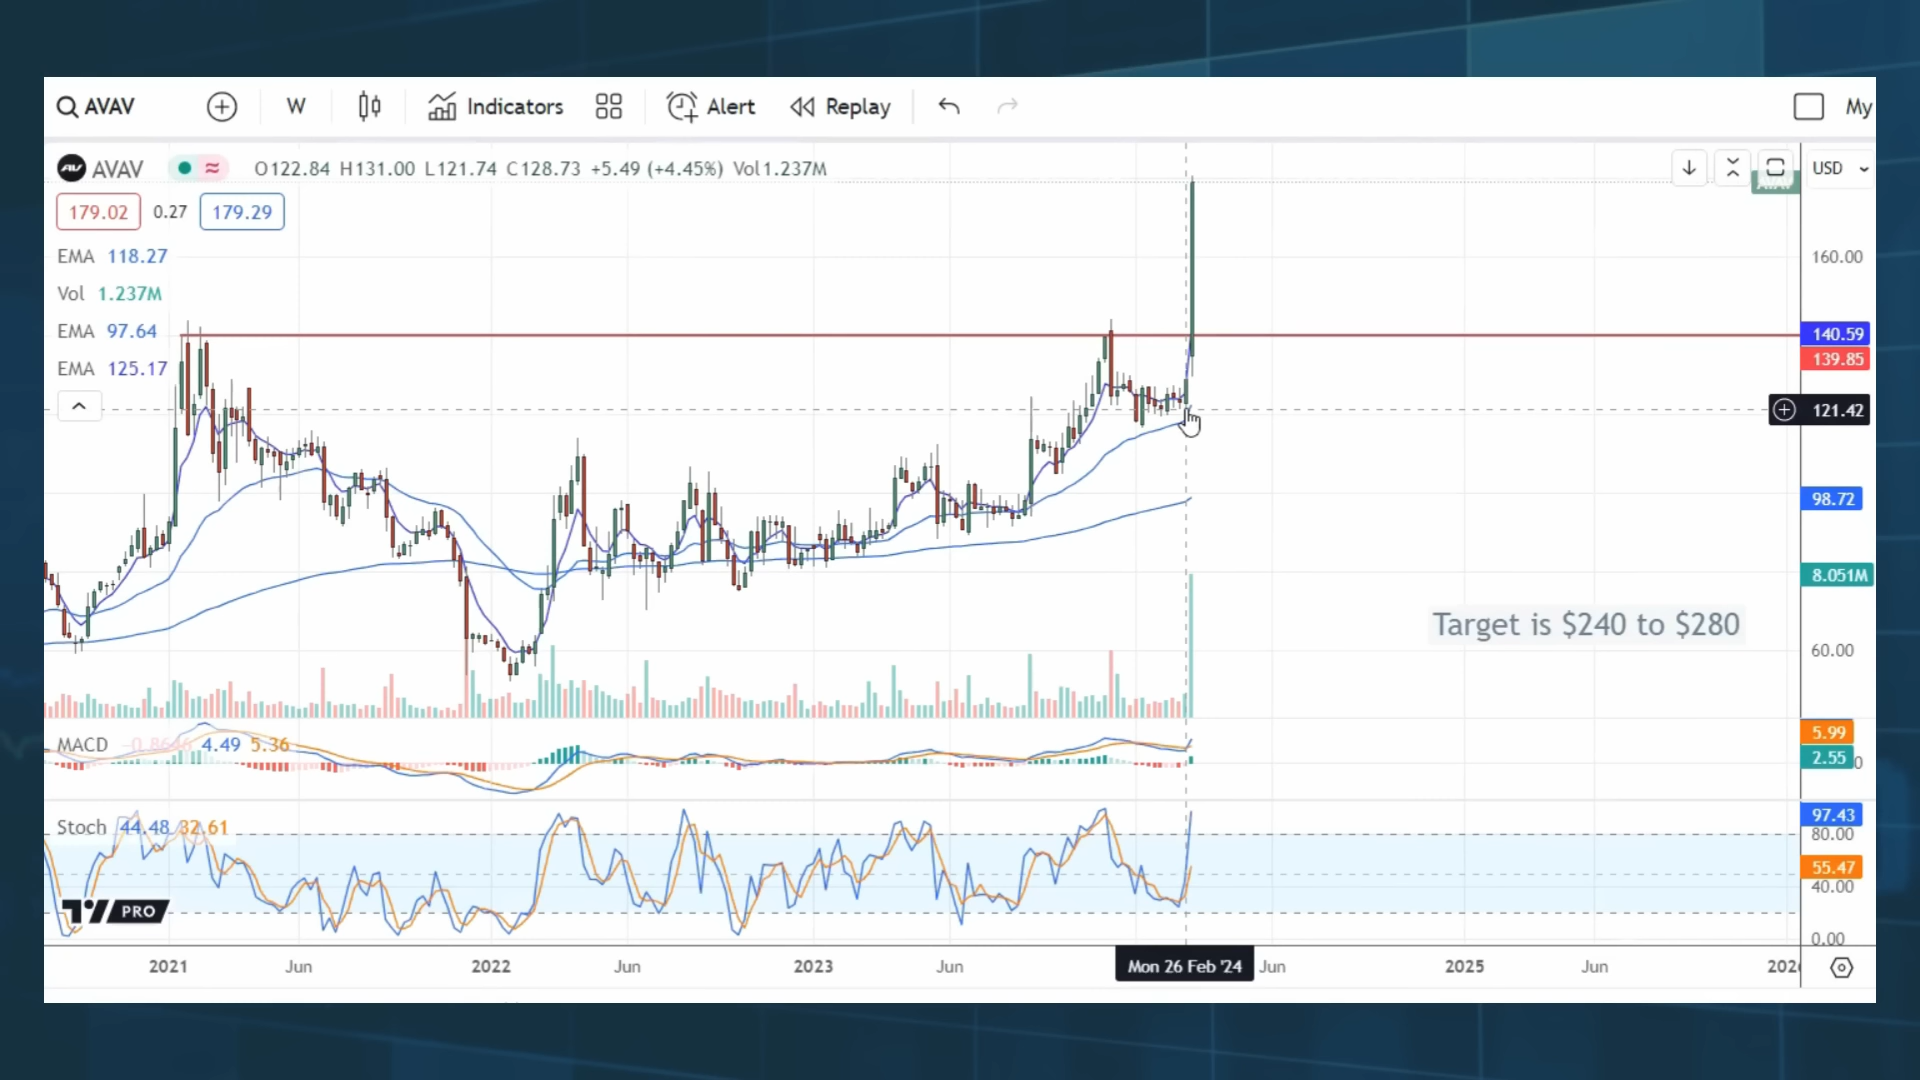 AVAV W Indicators Alert Replay My
AV AVAV O122.84 H131.00 L121.74 C128.73 +5.49 (+4.45%) Vol1.237M USD
179.02 0.27 179.29
EMA 118.27 160.00
Vol 1.237M
EMA 97.64 140.59
139.85
EMA 125.17
121.42
98.72
8.051M
Target is $240 to $280
60.00
MACD 4.49 5.36 5.99
2.55 0
Stoch 44.48 32.61 97.43
80.00
55.47
40.00
TV PRO
0.00
2021 Jun 2022 Jun 2023 Jun Mon 26 Feb '24 Jun 2025 Jun 202